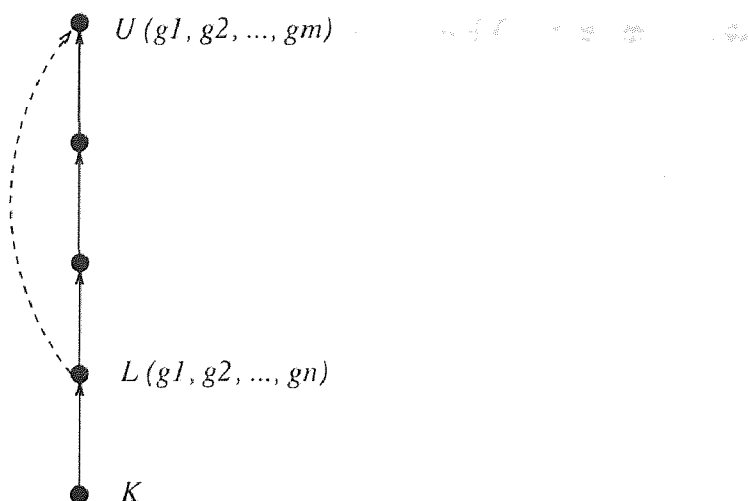 U (g1, g2, ..., gm)
L (g1, g2, ..., gn)
K